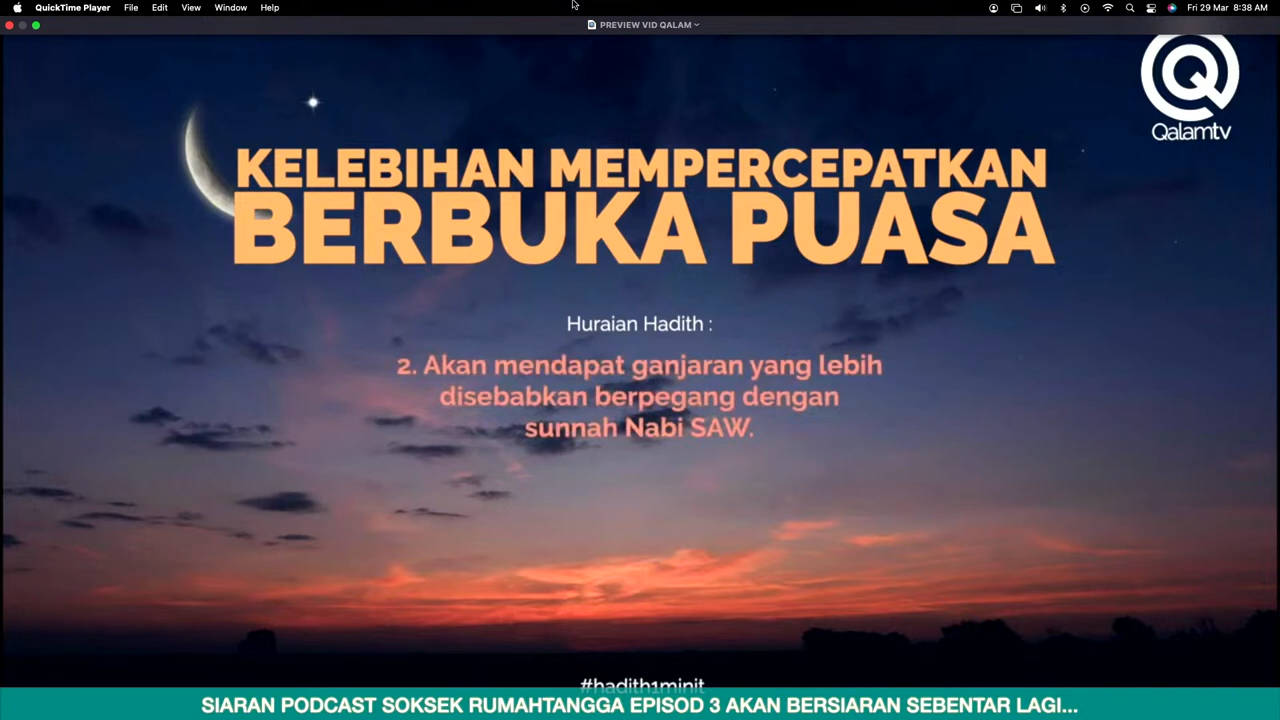 QuickTime Player File Edit View Window Help Fri 29 Mar 8:38 AM
PREVIEW VID QALAM
Qalamtv
KELEBIHAN MEMPERCEPATKAN
BERBUKA PUASA
Huraian Hadith :
2. Akan mendapat ganjaran yang lebih
disebabkan berpegang dengan
sunnah Nabi SAW.
#hadith1minit
SIARAN PODCAST SOKSEK RUMAHTANGGA EPISOD 3 AKAN BERSIARAN SEBENTAR LAGI...